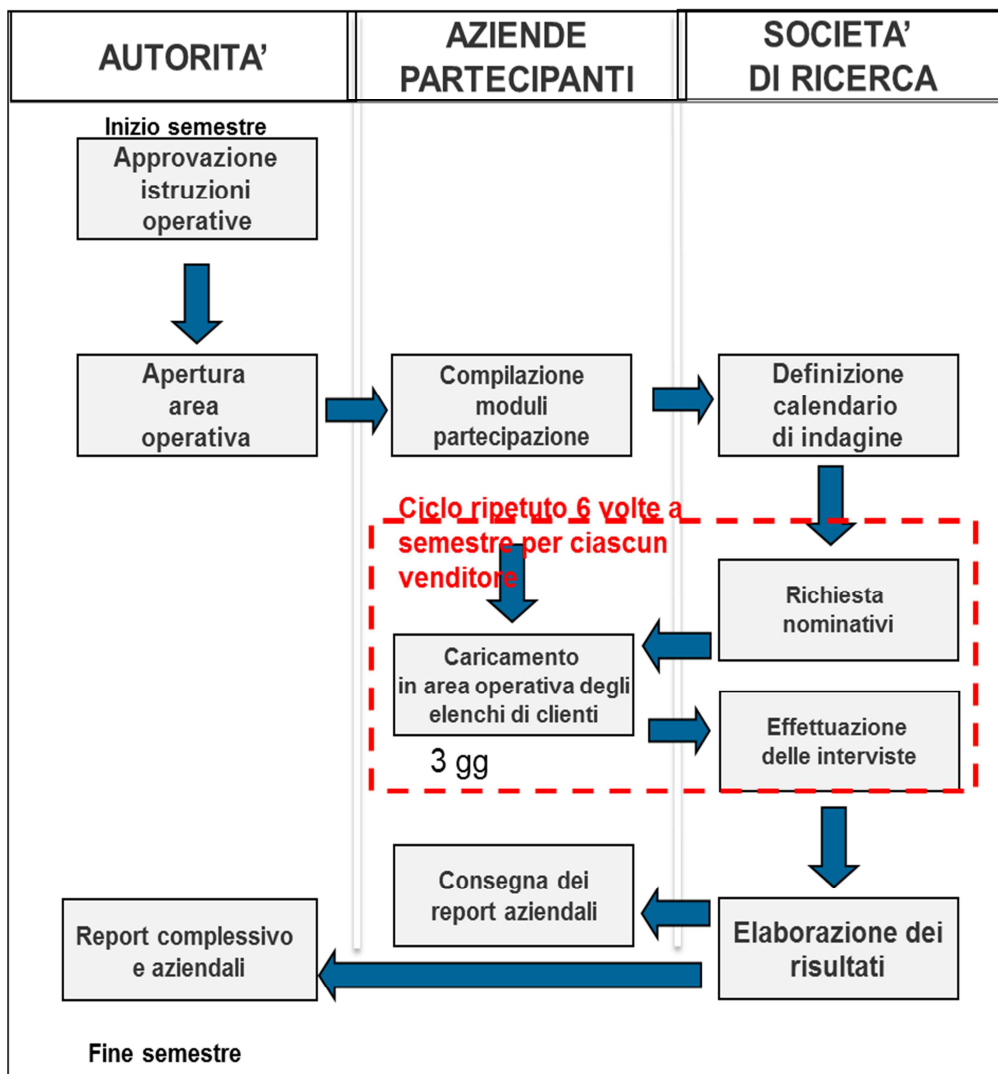 AUTORITA’
AZIENDE
PARTECIPANTI
SOCIETA’
DI RICERCA
Inizio semestre
Approvazione
istruzioni
operative
Apertura
area
operativa
Compilazione
moduli
partecipazione
Definizione
calendario
di indagine
Ciclo ripetuto 6 volte a
semestre per ciascun
venditore
Richiesta
nominativi
Caricamento
in area operativa degli
elenchi di clienti
3 gg
Effettuazione
delle interviste
Consegna dei
report aziendali
Report complessivo
e aziendali
Elaborazione dei
risultati
Fine semestre